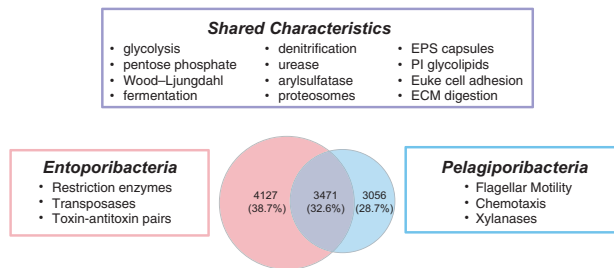 Shared Characteristics
• glycolysis
• pentose phosphate
• Wood–Ljungdahl
• fermentation
• denitrification
• urease
• arylsulfatase
• proteosomes
• EPS capsules
• PI glycolipids
• Euke cell adhesion
• ECM digestion
Entoporibacteria
• Restriction enzymes
• Transposases
• Toxin-antitoxin pairs
4127
(38.7%)
3471
(32.6%)
3056
(28.7%)
Pelagiporibacteria
• Flagellar Motility
• Chemotaxis
• Xylanases